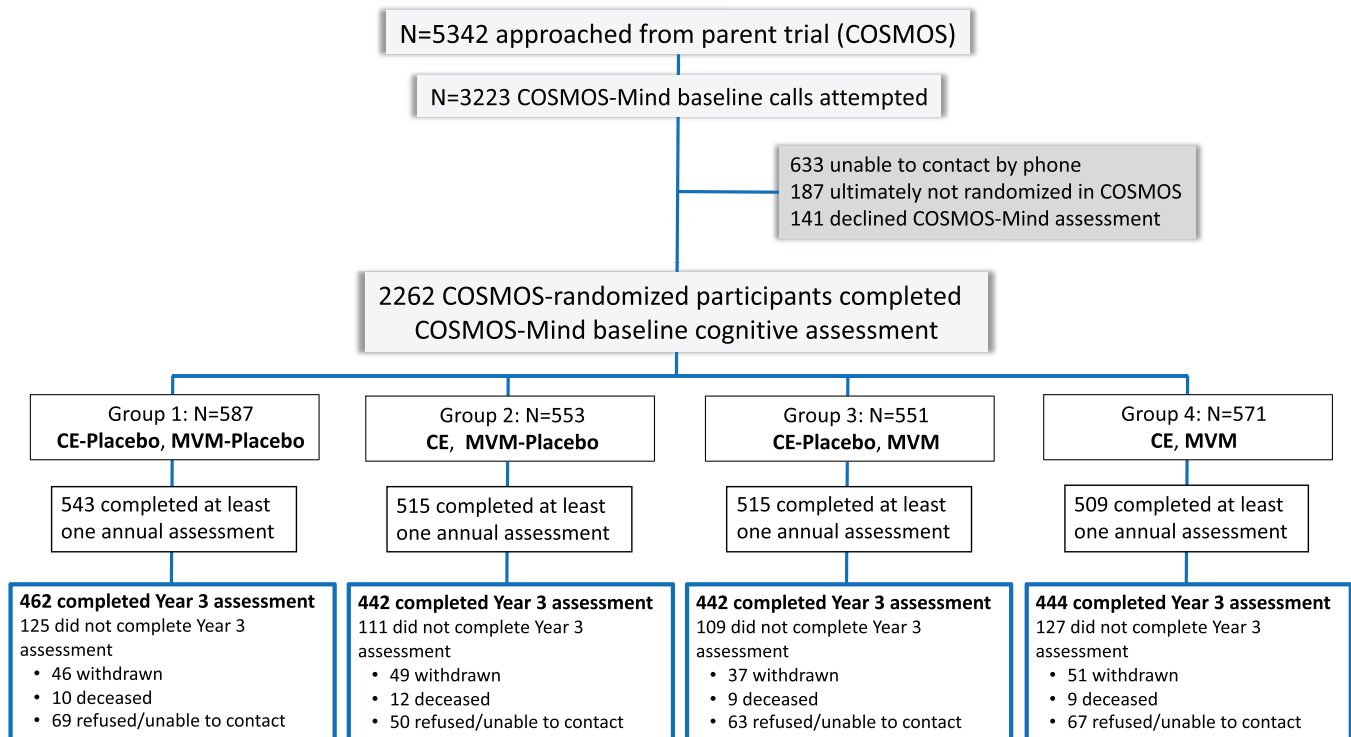 N=5342 approached from parent trial (COSMOS)
N=3223 COSMOS-Mind baseline calls attempted
633 unable to contact by phone
187 ultimately not randomized in COSMOS
141 declined COSMOS-Mind assessment
2262 COSMOS-randomized participants completed
COSMOS-Mind baseline cognitive assessment
Group 1: N=587
CE-Placebo, MVM-Placebo
543 completed at least
one annual assessment
462 completed Year 3 assessment
125 did not complete Year 3
assessment
• 46 withdrawn
• 10 deceased
• 69 refused/unable to contact
Group 2: N=553
CE, MVM-Placebo
515 completed at least
one annual assessment
442 completed Year 3 assessment
111 did not complete Year 3
assessment
• 49 withdrawn
• 12 deceased
• 50 refused/unable to contact
Group 3: N=551
CE-Placebo, MVM
515 completed at least
one annual assessment
442 completed Year 3 assessment
109 did not complete Year 3
assessment
• 37 withdrawn
• 9 deceased
• 63 refused/unable to contact
Group 4: N=571
CE, MVM
509 completed at least
one annual assessment
444 completed Year 3 assessment
127 did not complete Year 3
assessment
• 51 withdrawn
• 9 deceased
• 67 refused/unable to contact